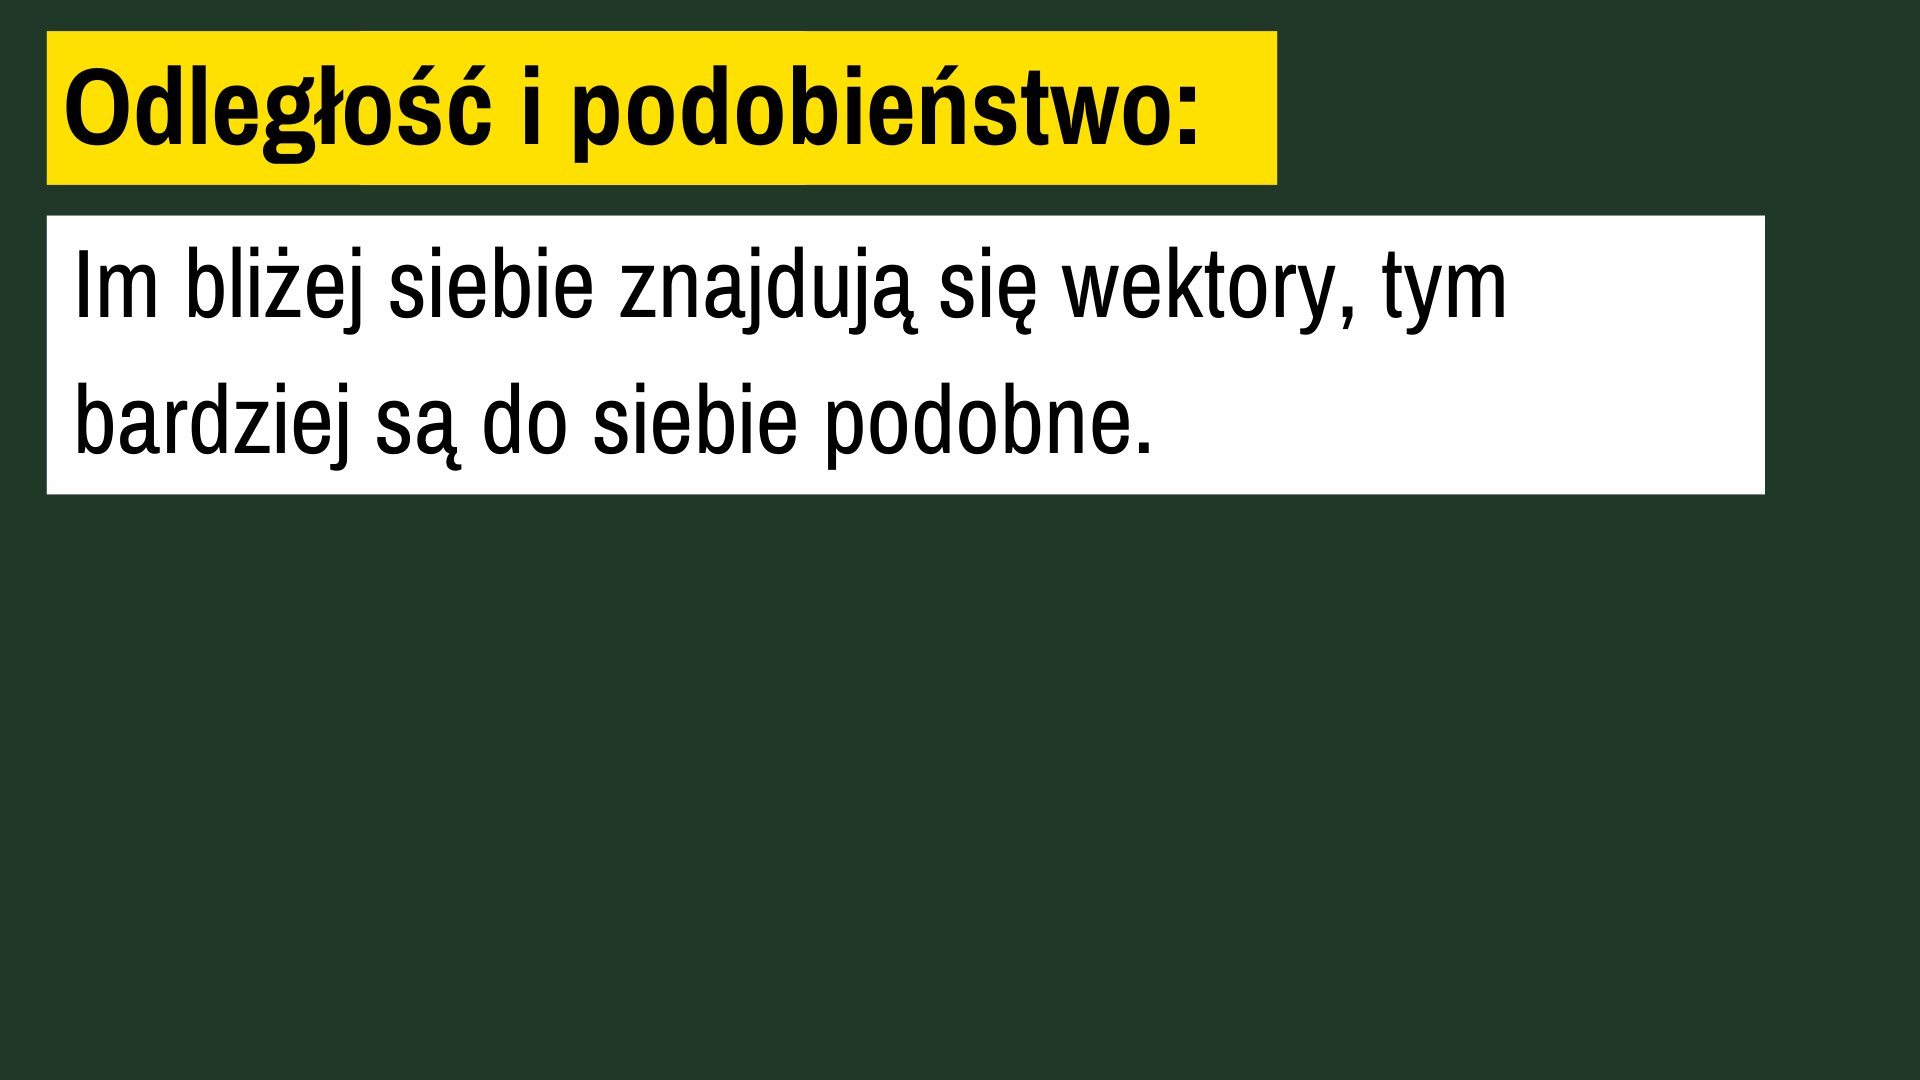 Odległość i podobieństwo:
Im bliżej siebie znajdują się wektory, tym
bardziej są do siebie podobne.